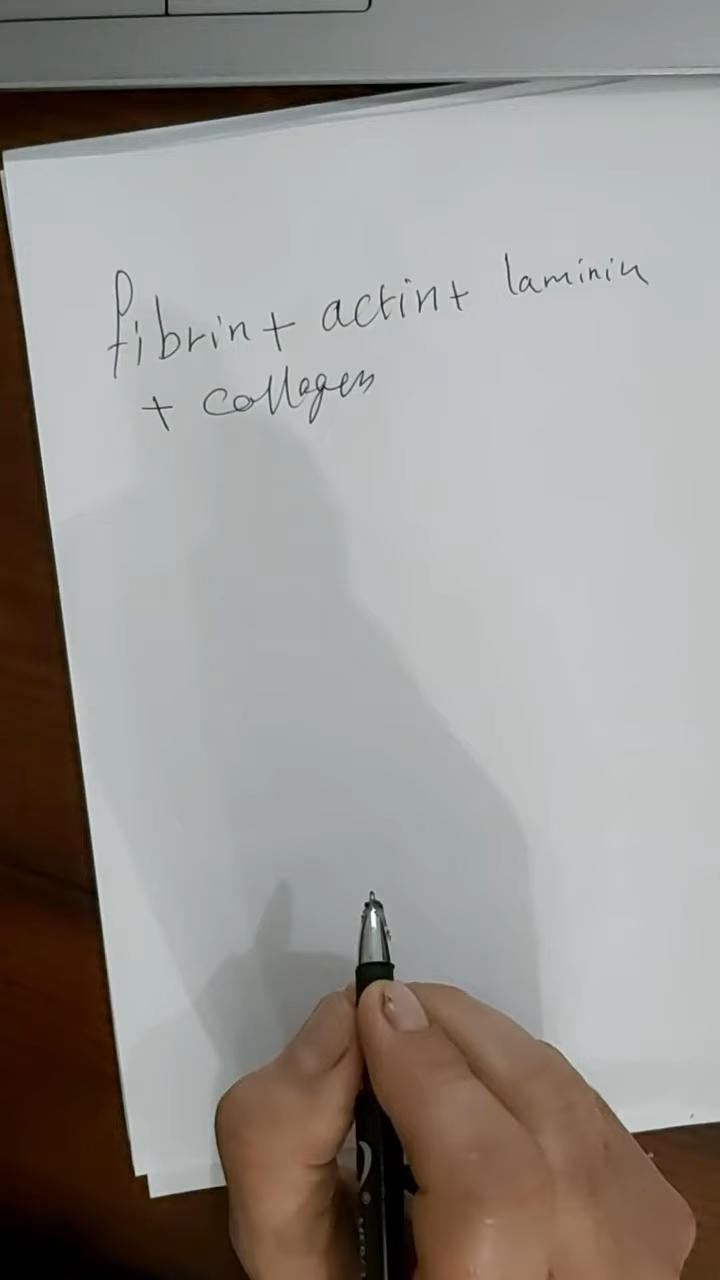 fibrin + actin + laminin
+ collagen